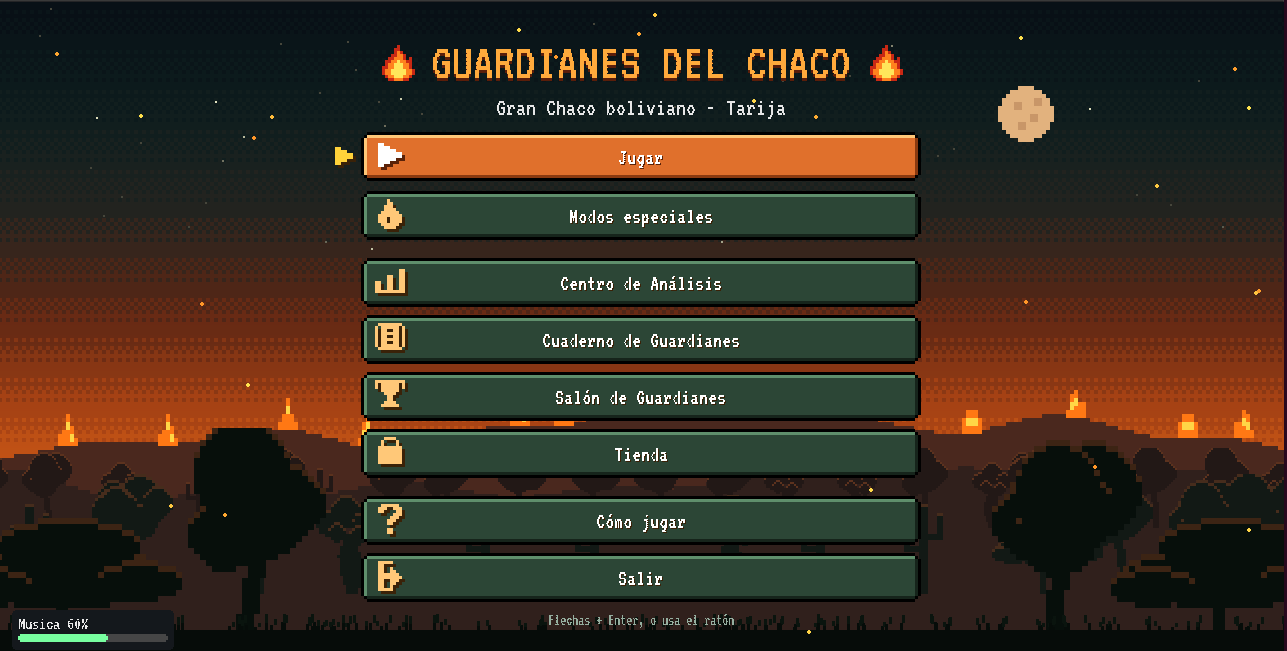 GUARDIANES DEL CHACO
Gran Chaco boliviano - Tarija
Jugar
Modos especiales
Centro de Análisis
Cuaderno de Guardianes
Salón de Guardianes
Tienda
Cómo jugar
Salir
Flechas + Enter, o usa el ratón
Musica 60%